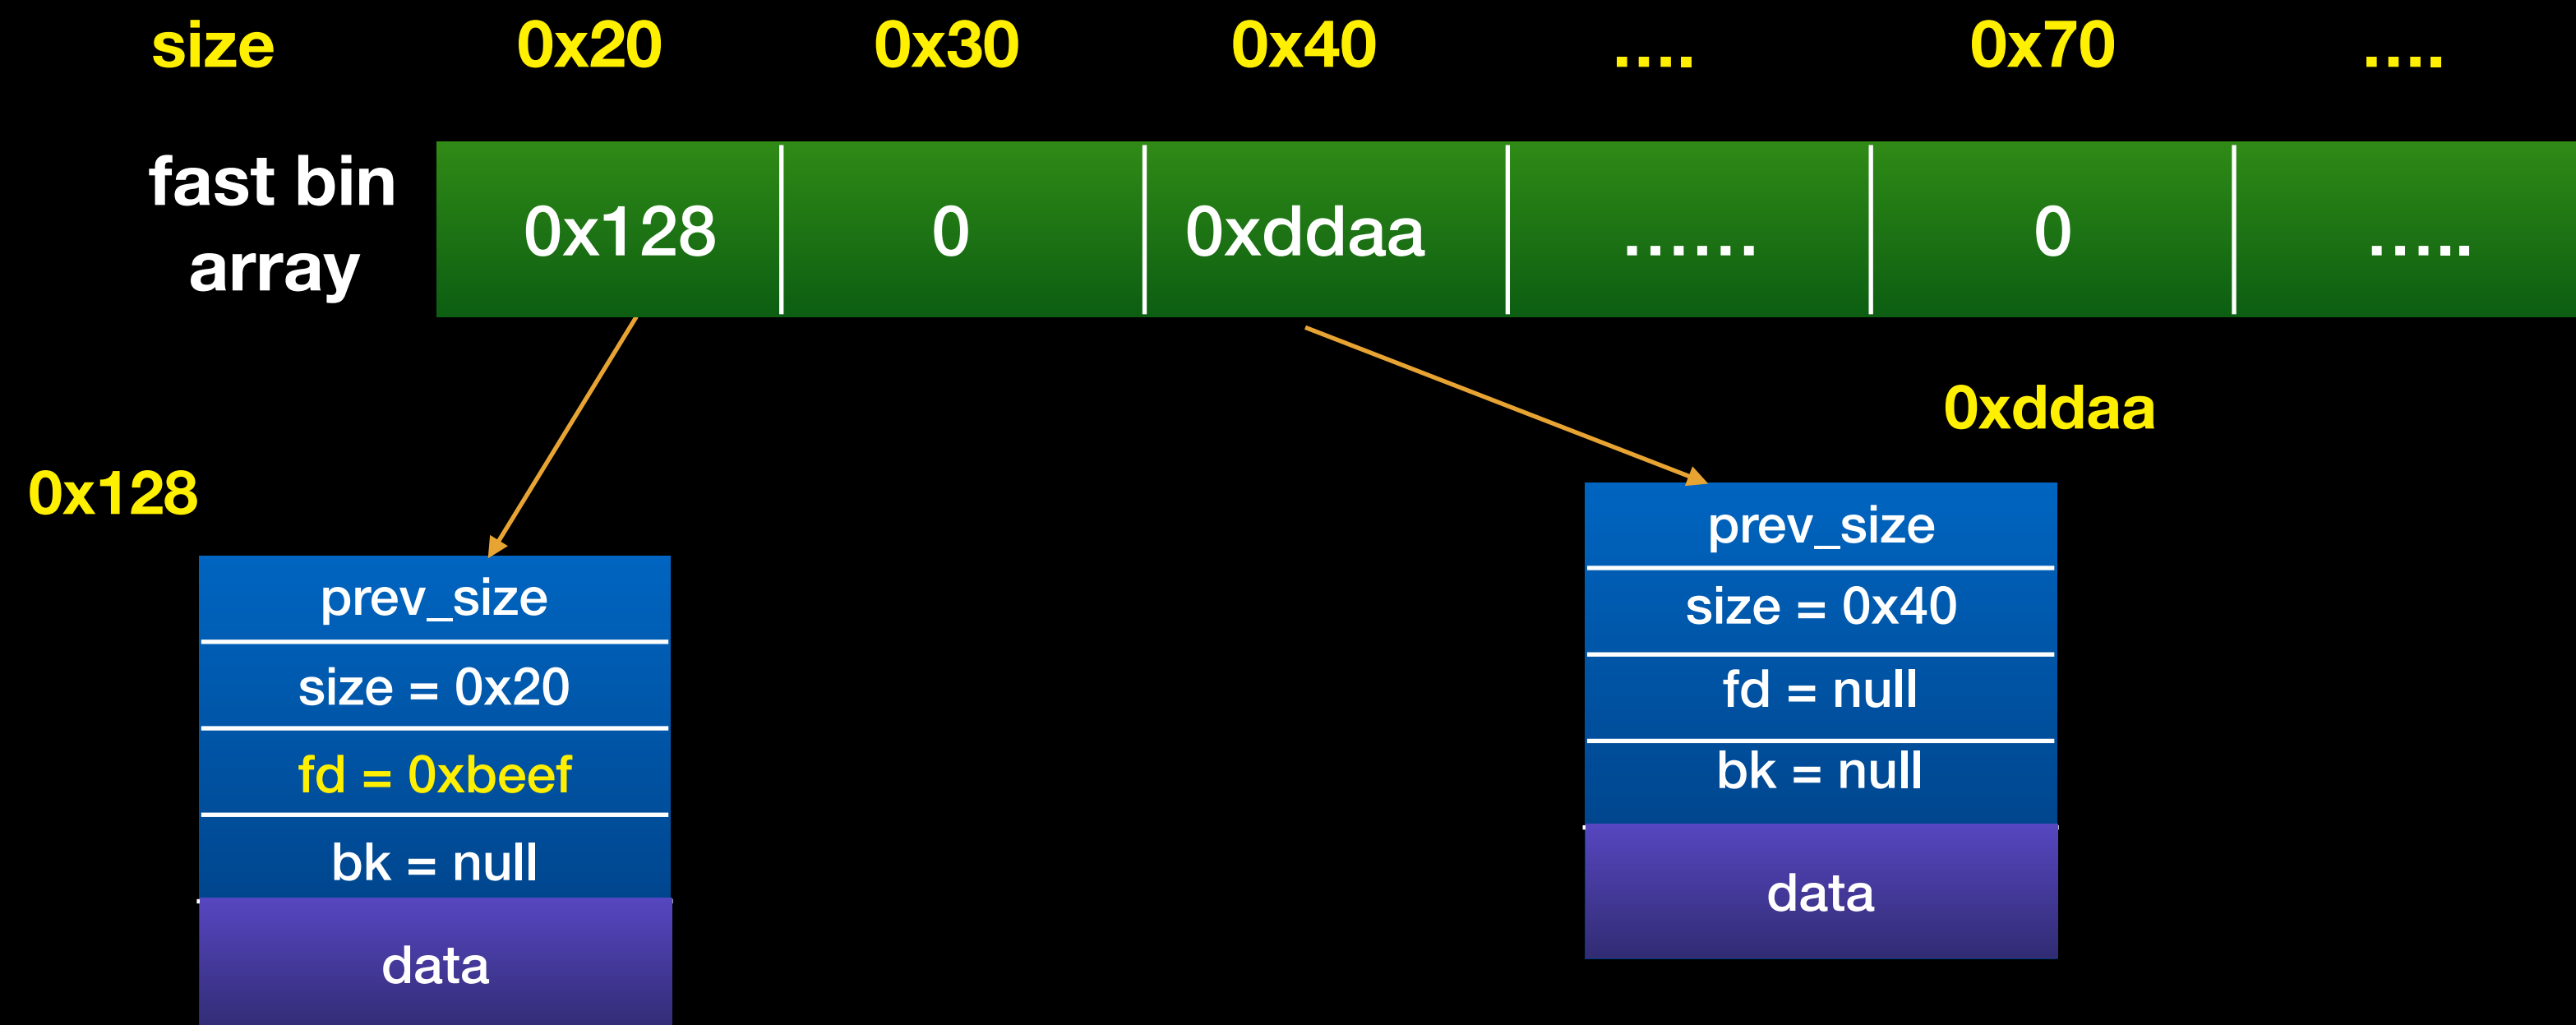 size 0x20 0x30 0x40 .... 0x70 ....
fast bin
array
0x128 0 0xddaa ...... 0 .....
0xddaa
0x128
prev_size
size = 0x20
fd = 0xbeef
bk = null
data
prev_size
size = 0x40
fd = null
bk = null
data